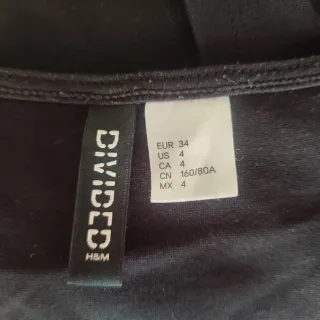 DIVIDED
H&M
EUR 34
US 4
CA 4
CN 160/80A
MX 4